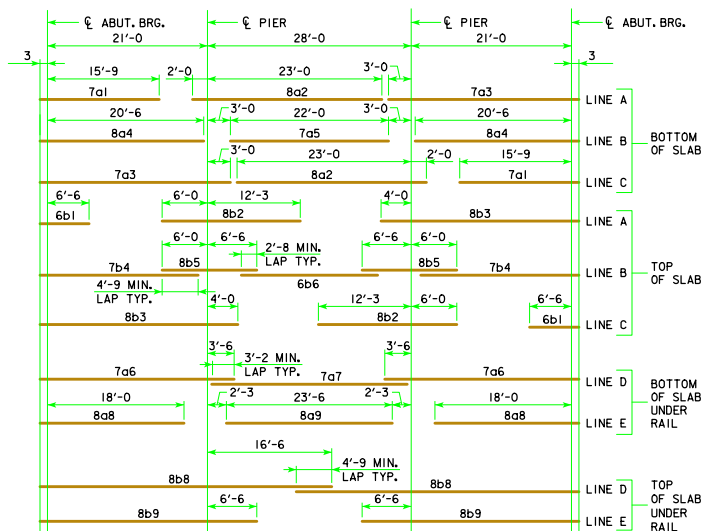 ℄ ABUT. BRG.
℄ PIER
℄ PIER
℄ ABUT. BRG.
21'-0
28'-0
21'-0
3
3
15'-9
2'-0
23'-0
3'-0
7a1
8a2
7a3
LINE A
20'-6
3'-0
22'-0
3'-0
20'-6
8a4
7a5
8a4
LINE B
BOTTOM
OF SLAB
3'-0
23'-0
2'-0
15'-9
7a3
8a2
7a1
LINE C
6'-6
6'-0
12'-3
4'-0
6b1
8b2
8b3
LINE A
6'-0
6'-6
2'-8 MIN.
LAP TYP.
6'-6
6'-0
7b4
8b5
6b6
8b5
7b4
LINE B
TOP
OF SLAB
4'-9 MIN.
LAP TYP.
4'-0
12'-3
6'-0
6'-6
8b3
8b2
6b1
LINE C
3'-6
3'-2 MIN.
LAP TYP.
3'-6
7a6
7a7
7a6
LINE D
18'-0
2'-3
23'-6
2'-3
18'-0
8a8
8a9
8a8
LINE E
BOTTOM
OF SLAB
UNDER
RAIL
16'-6
4'-9 MIN.
LAP TYP.
8b8
8b8
LINE D
6'-6
6'-6
8b9
8b9
LINE E
TOP
OF SLAB
UNDER
RAIL